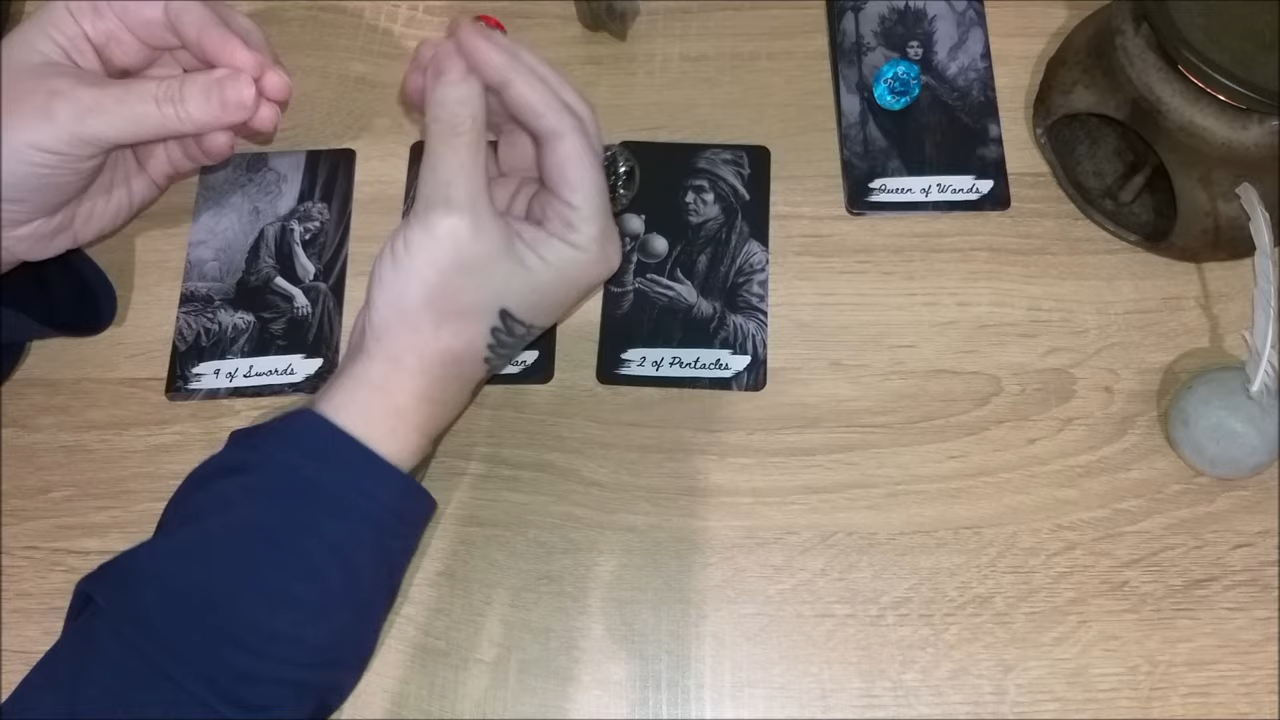 Queen of Wands
9 of Swords
2 of Pentacles